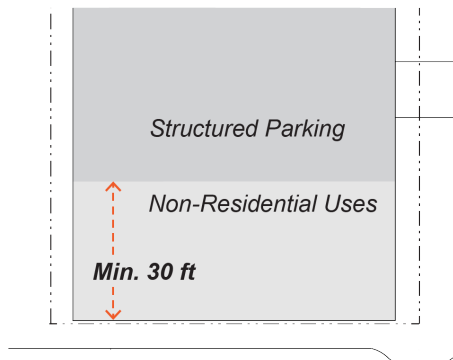 Structured Parking
Non-Residential Uses
Min. 30 ft